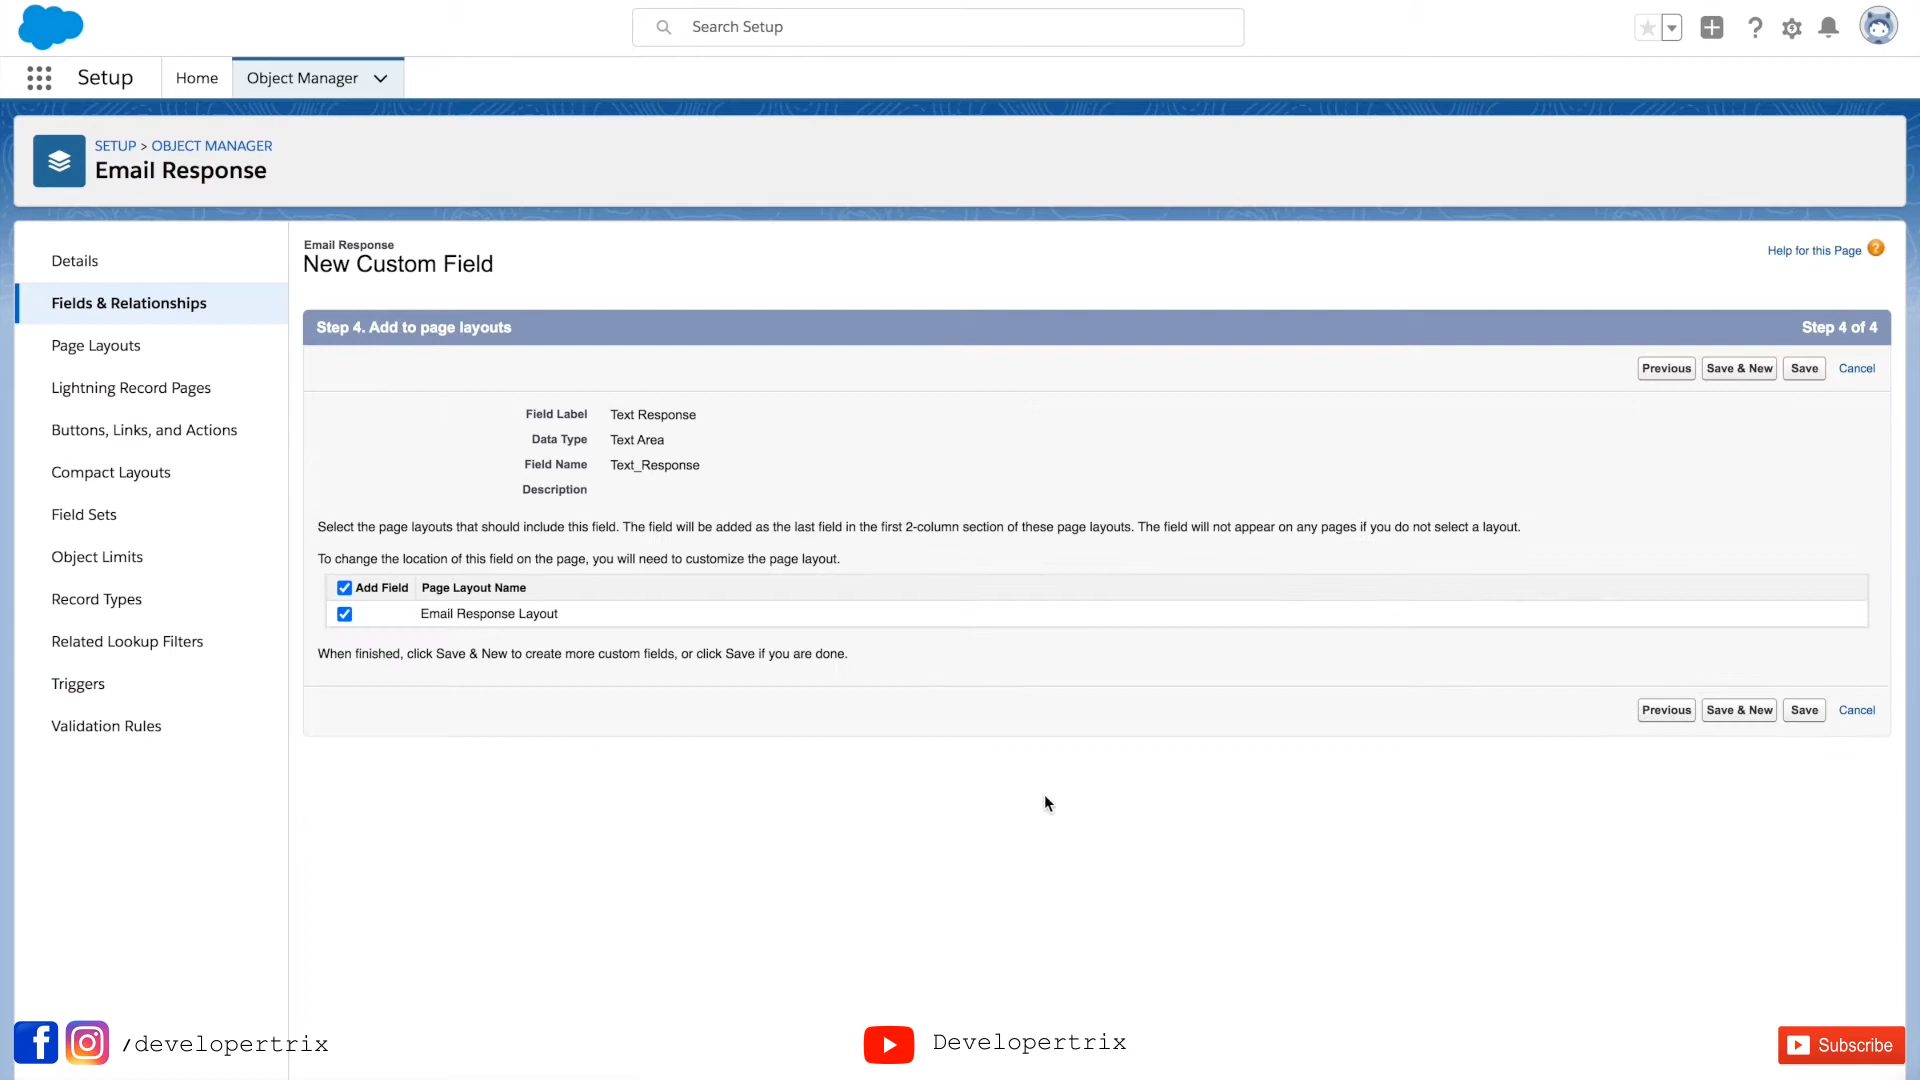 Search Setup
Setup
Home
Object Manager
SETUP > OBJECT MANAGER
Email Response
Details
Fields & Relationships
Page Layouts
Lightning Record Pages
Buttons, Links, and Actions
Compact Layouts
Field Sets
Object Limits
Record Types
Related Lookup Filters
Triggers
Validation Rules
Email Response
New Custom Field
Help for this Page
Step 4. Add to page layouts
Step 4 of 4
Previous Save & New Save Cancel
Field Label Text Response
Data Type Text Area
Field Name Text_Response
Description
Select the page layouts that should include this field. The field will be added as the last field in the first 2-column section of these page layouts. The field will not appear on any pages if you do not select a layout.
To change the location of this field on the page, you will need to customize the page layout.
Add Field Page Layout Name
Email Response Layout
When finished, click Save & New to create more custom fields, or click Save if you are done.
Previous Save & New Save Cancel
/developertrix
Developertrix
Subscribe